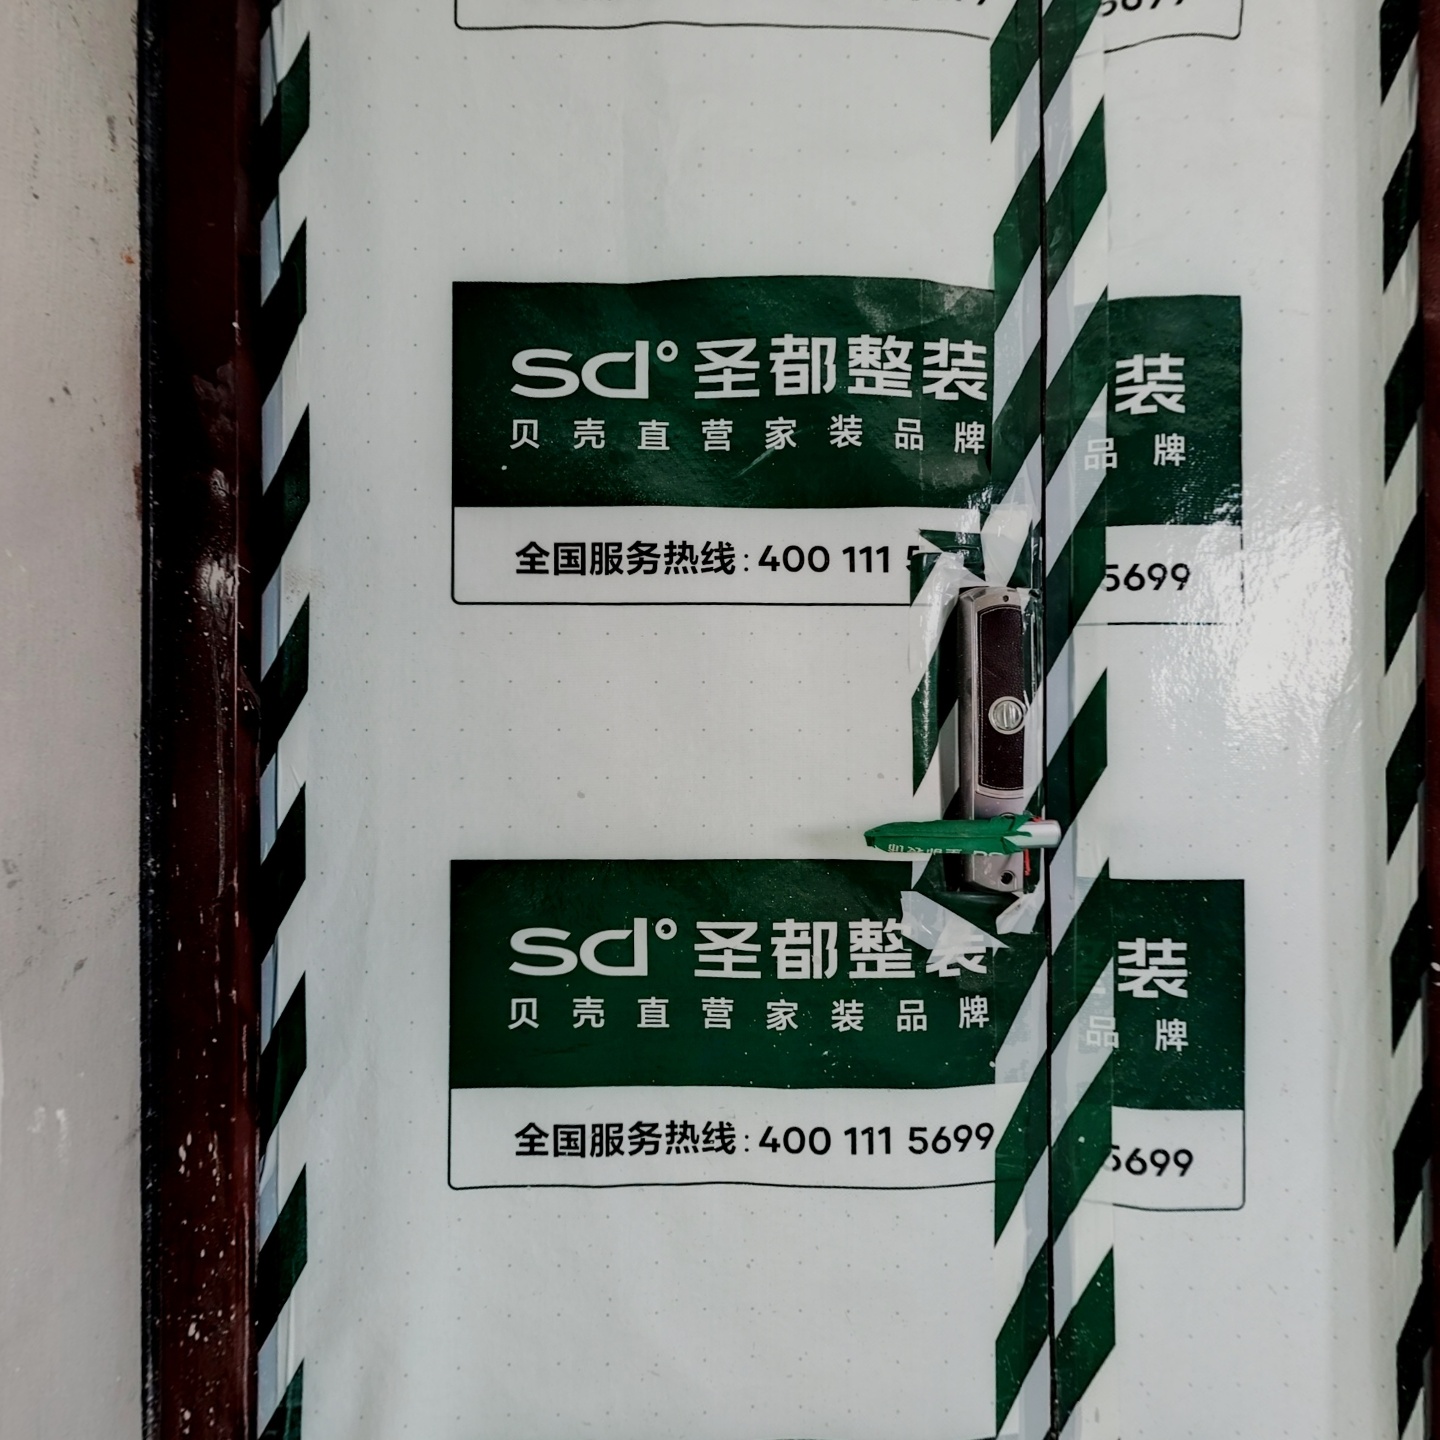 5699
sd° 圣都整装
装
贝壳直营家装品牌
品牌
全国服务热线: 400 111 5
5699
sd° 圣都整装
装
贝壳直营家装品牌
品牌
全国服务热线: 400 111 5699
5699